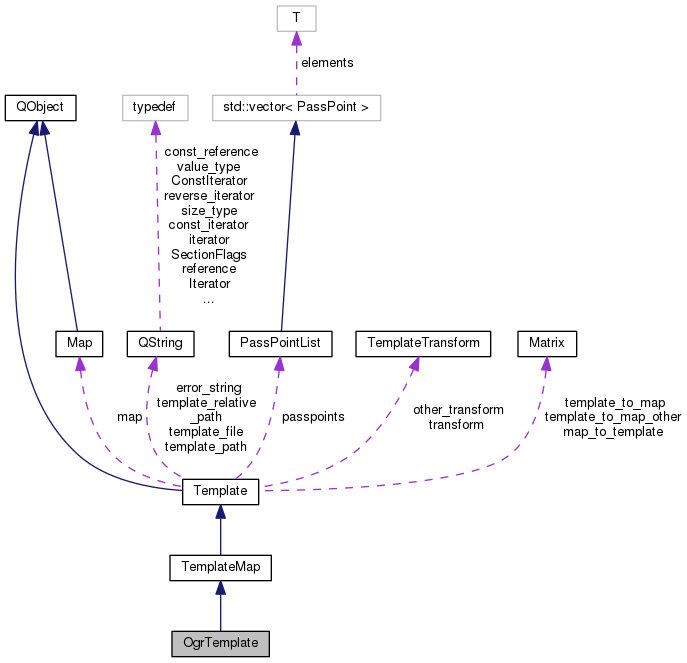 T
elements
QObject
typedef
std::vector< PassPoint >
const_reference
value_type
ConstIterator
reverse_iterator
size_type
const_iterator
iterator
SectionFlags
reference
Iterator
...
Map
QString
PassPointList
TemplateTransform
Matrix
map
error_string
template_relative
_path
template_file
template_path
passpoints
other_transform
transform
template_to_map
template_to_map_other
map_to_template
Template
TemplateMap
OgrTemplate